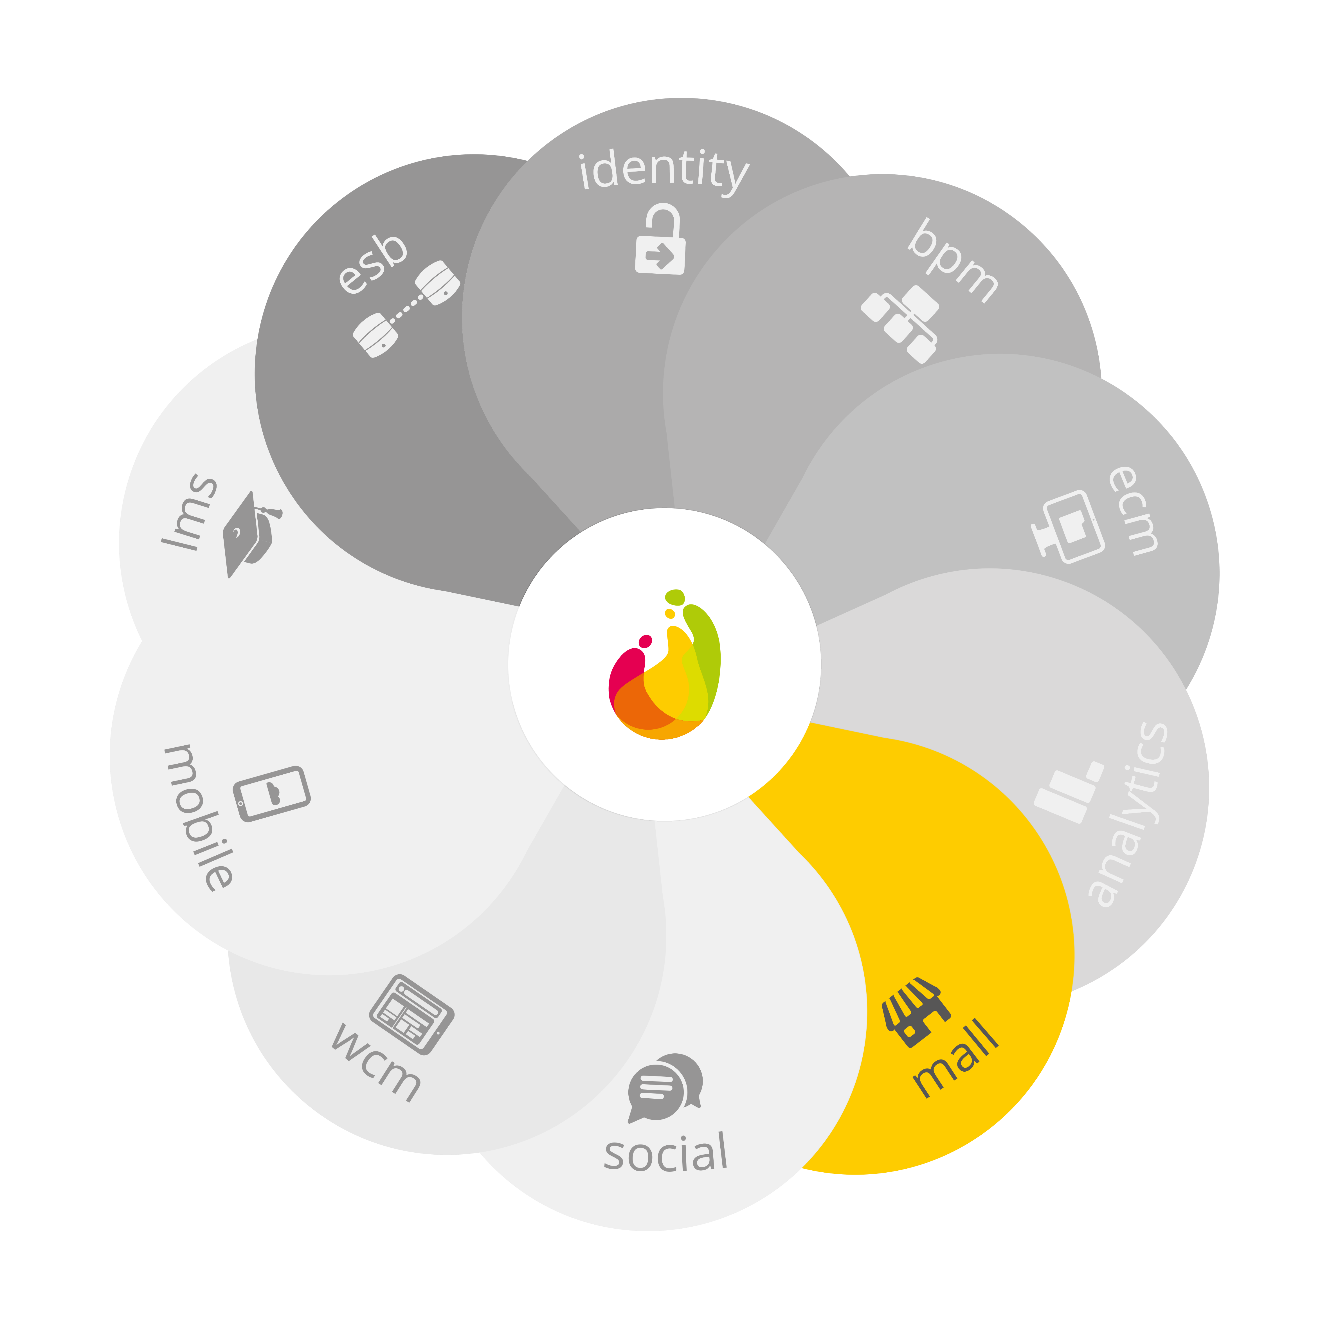 identity
bpm
ecm
analytics
mall
social
wcm
mobile
lms
esb